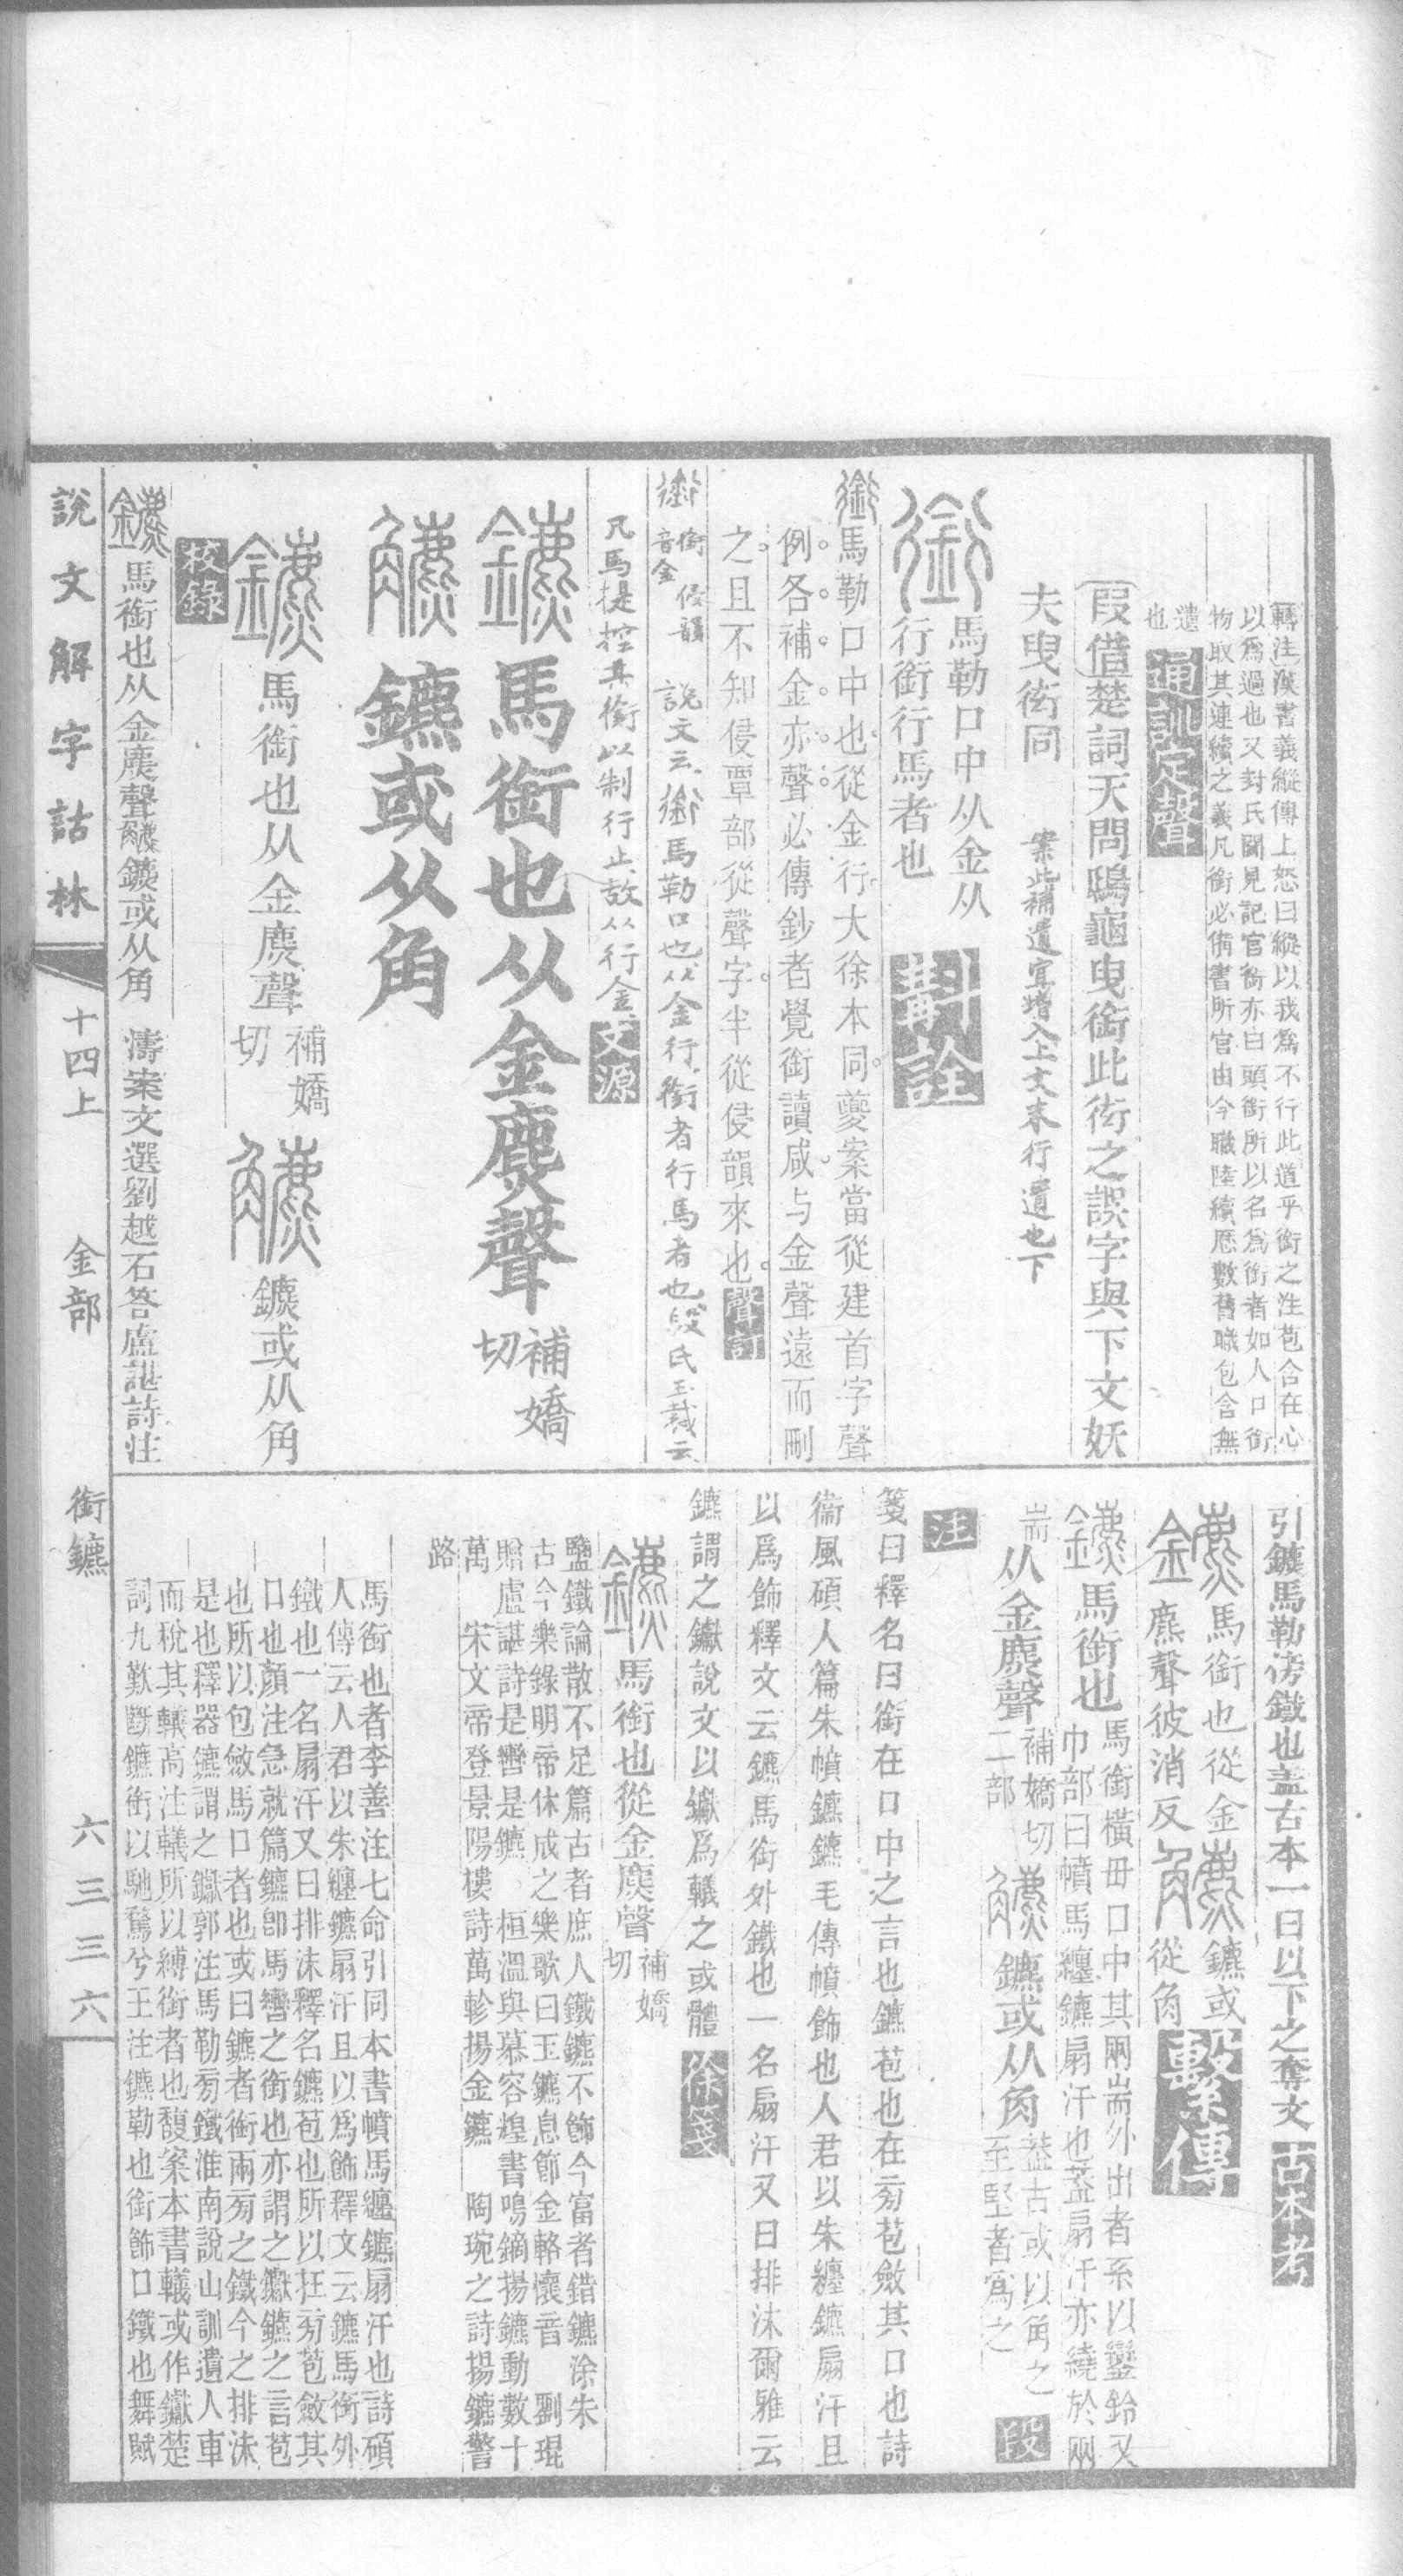 轉注漢書義縱傳上怒曰縱以我爲不行此道乎銜之注苞含在心
以爲過也又封氏聞見記官銜亦曰頭銜所以名爲銜者如人口銜
物取其連續之義凡銜必備書所官由今職陸續歷數舊職包含無
遺
也
通訓定聲
叚借楚詞天問鴟龜曳銜此銜之誤字與下文妖
夫曳衒同
案此補遺宜增入上文末行遺也下
銜馬勒口中从金从
行銜行馬者也
斠詮
銜馬勒口中也從金行大徐本同夔案當從建首字聲
例各補金亦聲必傳鈔者覺銜讀咸与金聲遠而刪
之且不知侵覃部從聲字半從侵韻來也
聲訂
銜
銜音金侵韻
說文云銜馬勒口也从金行銜者行馬者也段氏玉裁云
凡馬提控其銜以制行止故从行金
文源
鑣馬銜也从金麃聲補嬌切
鑣或从角
鑣馬銜也从金麃聲補嬌切鑣或从角
校錄
鑣馬銜也从金麃聲鑣或从角
濤案文選劉越石答盧諶詩注
引鑣馬勒傍鐵也盖古本一曰以下之奪文
古本考
鑣馬銜也從金麃聲彼消反鑣或從角
繫傳
鑣馬銜也
馬銜橫毌口中其兩耑外出者系以鑾鈴又
巾部曰幩馬纏鑣扇汗也蓋扇汗亦繞於兩
耑
从金麃聲
補嬌切
二部
鑣或从角
蓋古或以角之
至堅者爲之
段
注
箋曰釋名曰銜在口中之言也鑣苞也在旁苞斂其口也詩
衞風碩人篇朱幩鑣鑣毛傳幩飾也人君以朱纏鑣扇汗且
以爲飾釋文云鑣馬銜外鐵也一名扇汗又曰排沫爾雅云
鑣謂之钀說文以钀爲轙之或體
徐箋
鑣馬銜也從金麃聲
補嬌
切
鹽鐵論散不足篇古者庶人鐵鑣不飾今富者錯鑣涂朱
古今樂錄明帝休成之樂歌曰玉鑣息節金輅懷音 劉琨
贈盧諶詩是轡是鑣 桓溫與慕容皝書鳴鏑揚鑣動數十
萬 宋文帝登景陽樓詩萬軫揚金鑣 陶琬之詩揚鑣警
路
馬銜也者李善注七命引同本書幩馬纏鑣扇汗也詩碩
人傳云人君以朱纏鑣扇汗且以爲飾釋文云鑣馬銜外
鐵也一名扇汗又曰排沫釋名鑣苞也所以在旁苞斂其
口也顏注急就篇鑣卽馬轡之銜也亦謂之钀鑣之言苞
也所以包斂馬口者也或曰鑣者銜兩旁之鐵今之排沫
是也釋器鑣謂之钀郭注馬勒旁鐵淮南說山訓遺人車
而稅其轙高注轙所以縛銜者也馥案本書轙或作钀楚
詞九歎斷鑣銜以馳騖兮王注鑣勒也銜飾口鐵也舞賦
說文解字詁林
十四上
金部
銜鑣
六三三六